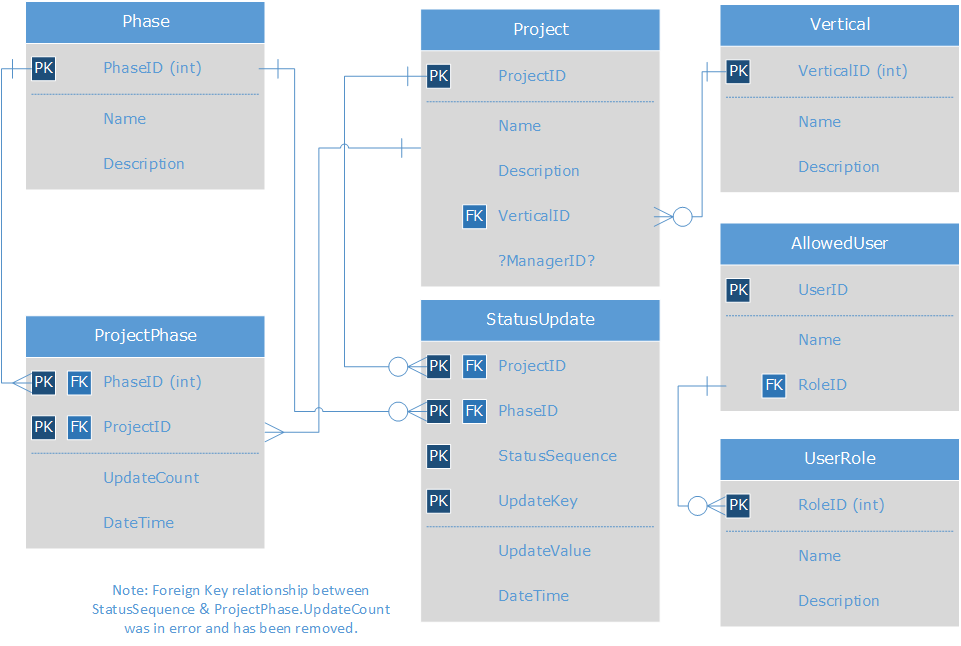 Phase
PK PhaseID (int)
Name
Description
Project
PK ProjectID
Name
Description
FK VerticalID
?ManagerID?
Vertical
PK VerticalID (int)
Name
Description
AllowedUser
PK UserID
Name
FK RoleID
ProjectPhase
PK FK PhaseID (int)
PK FK ProjectID
UpdateCount
DateTime
StatusUpdate
PK FK ProjectID
PK FK PhaseID
PK StatusSequence
PK UpdateKey
UpdateValue
DateTime
UserRole
PK RoleID (int)
Name
Description
Note: Foreign Key relationship between
StatusSequence & ProjectPhase.UpdateCount
was in error and has been removed.